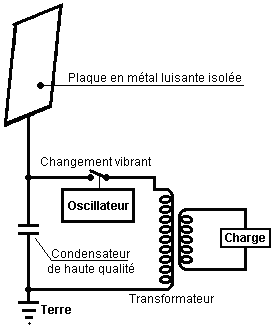 Plaque en métal luisante isolée
Changement vibrant
Oscillateur
Condensateur
de haute qualité
Charge
Transformateur
Terre